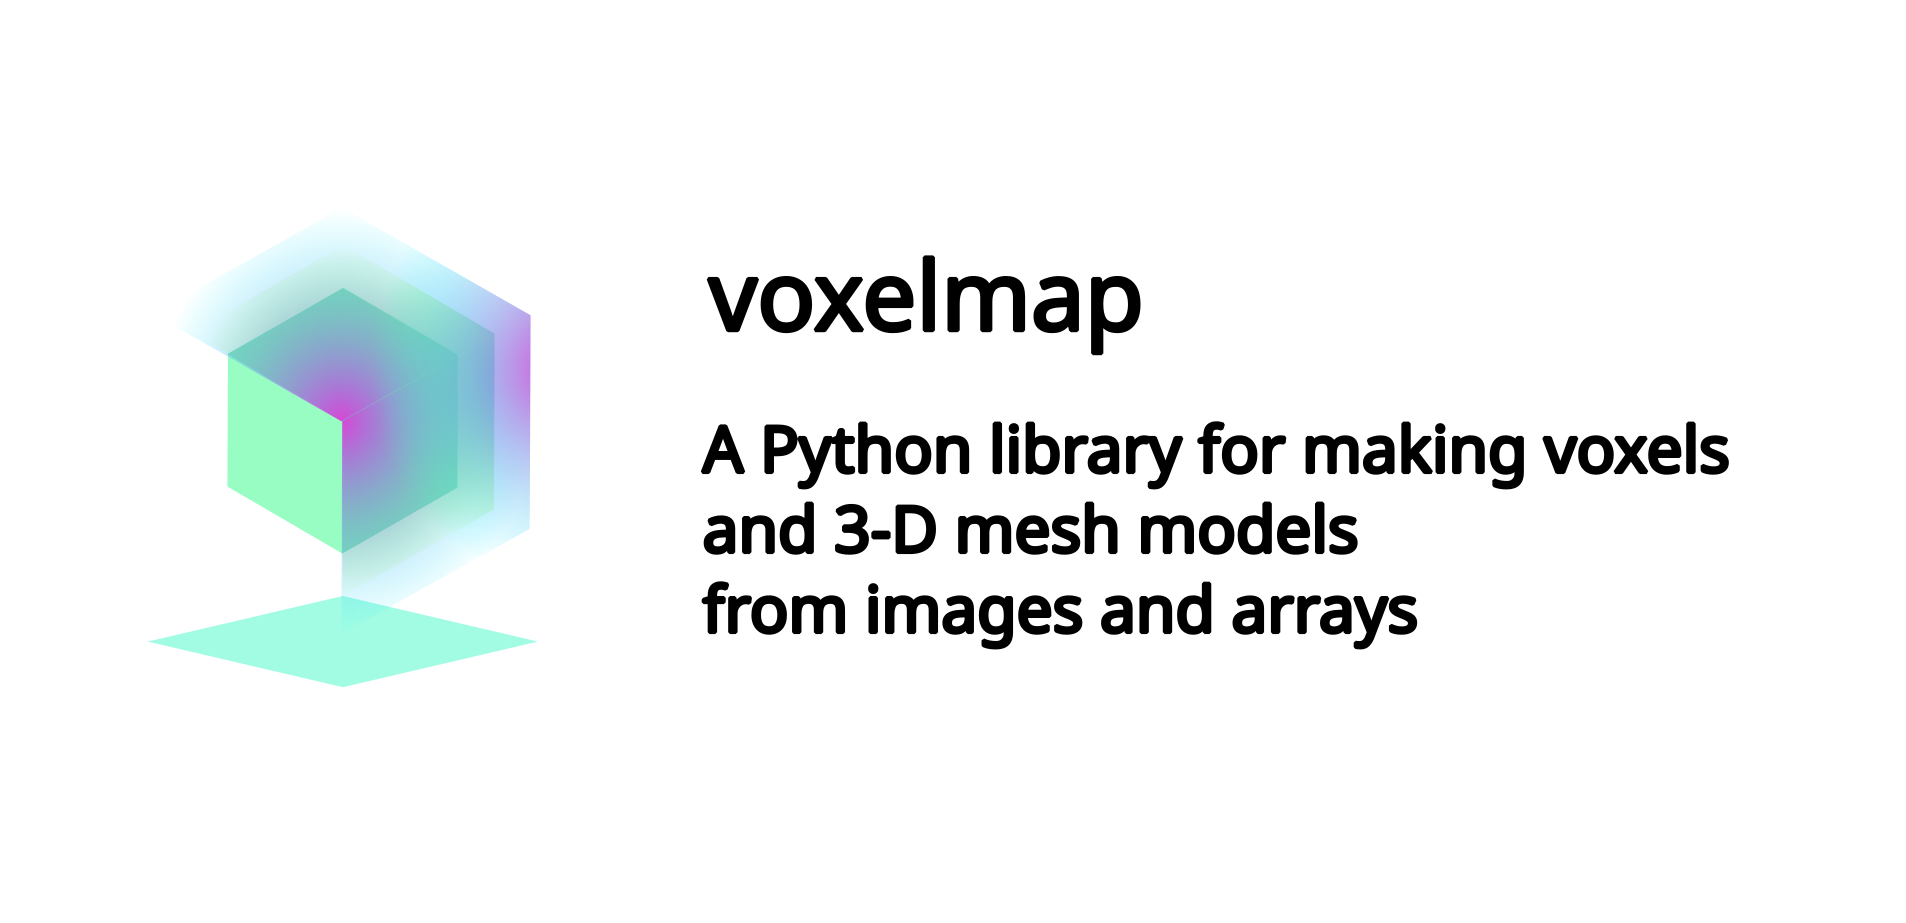 voxelmap
A Python library for making voxels
and 3-D mesh models
from images and arrays